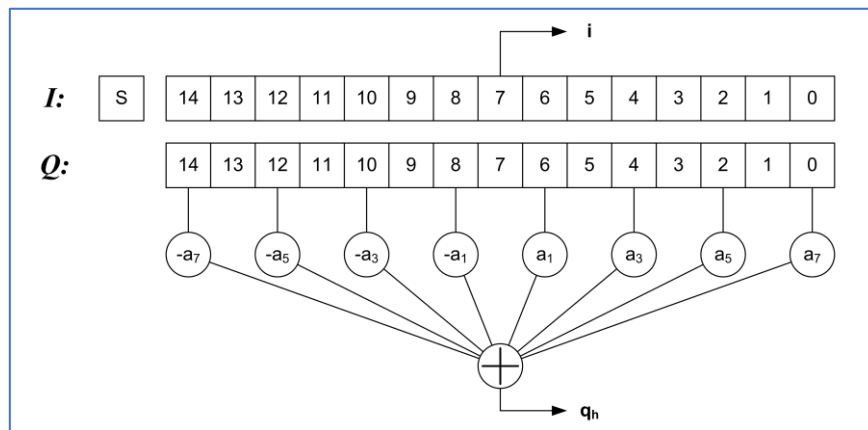 i
I: S 14 13 12 11 10 9 8 7 6 5 4 3 2 1 0
Q: 14 13 12 11 10 9 8 7 6 5 4 3 2 1 0
-a₇ -a₅ -a₃ -a₁ a₁ a₃ a₅ a₇
qₕ